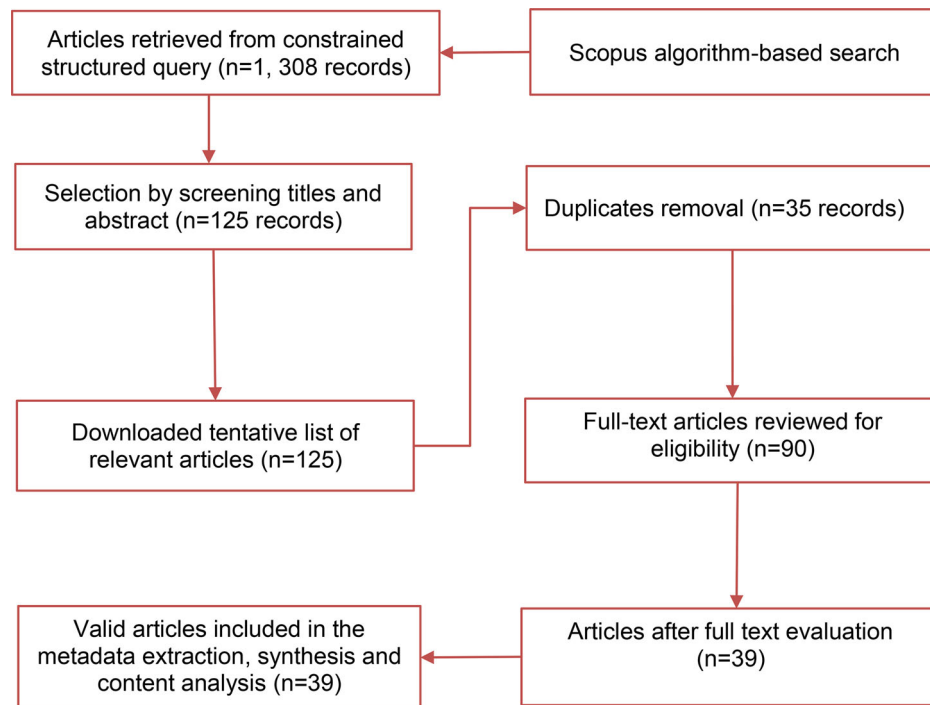 Scopus algorithm-based search
Articles retrieved from constrained
structured query (n=1, 308 records)
Selection by screening titles and
abstract (n=125 records)
Downloaded tentative list of
relevant articles (n=125)
Duplicates removal (n=35 records)
Full-text articles reviewed for
eligibility (n=90)
Articles after full text evaluation
(n=39)
Valid articles included in the
metadata extraction, synthesis and
content analysis (n=39)